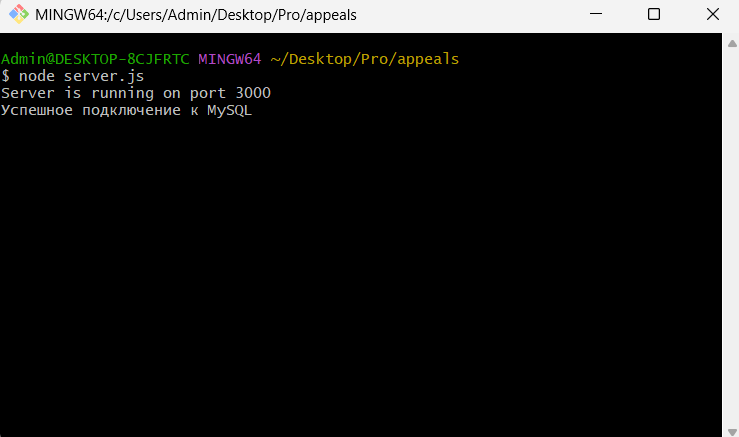 MINGW64:/c/Users/Admin/Desktop/Pro/appeals
Admin@DESKTOP-8CJFRTC MINGW64 ~/Desktop/Pro/appeals
$ node server.js
Server is running on port 3000
Успешное подключение к MySQL